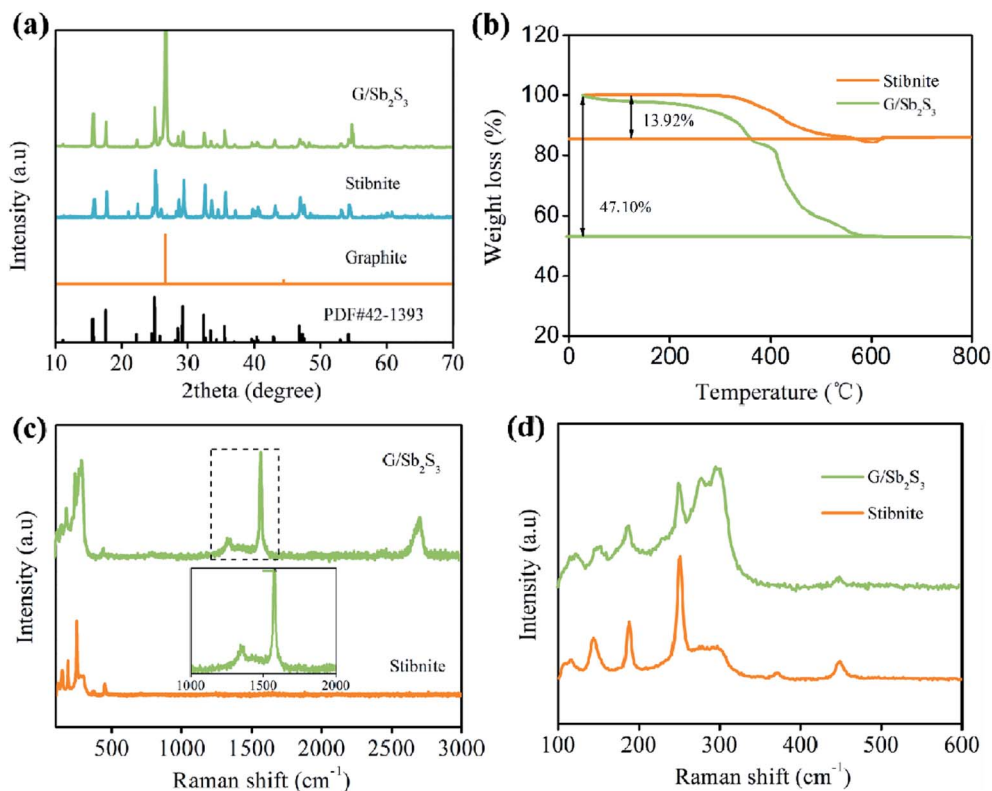 (a)
G/Sb₂S₃
Stibnite
Graphite
PDF#42-1393
Intensity (a.u)
10 20 30 40 50 60 70
2theta (degree)
(b)
120
100
80
60
40
20
Weight loss (%)
Stibnite
G/Sb₂S₃
13.92%
47.10%
0 200 400 600 800
Temperature (℃)
(c)
G/Sb₂S₃
Stibnite
Intensity (a.u)
1000 1500 2000
500 1000 1500 2000 2500 3000
Raman shift (cm⁻¹)
(d)
G/Sb₂S₃
Stibnite
Intensity (a.u)
100 200 300 400 500 600
Raman shift (cm⁻¹)